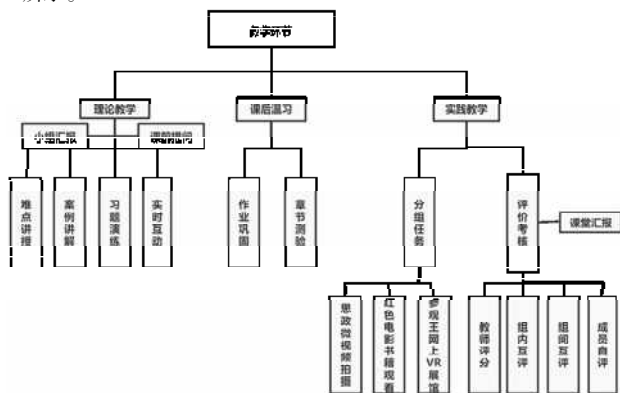 教学环节
理论教学
课后温习
实践教学
小组汇报
课前提问
难点讲授
案例讲解
习题演练
实时互动
作业巩固
章节测验
分组任务
评价考核
课堂汇报
思政微视频拍摄
红色电影书籍观看
参观王网上VR展馆
教师评分
组内互评
组间互评
成员自评